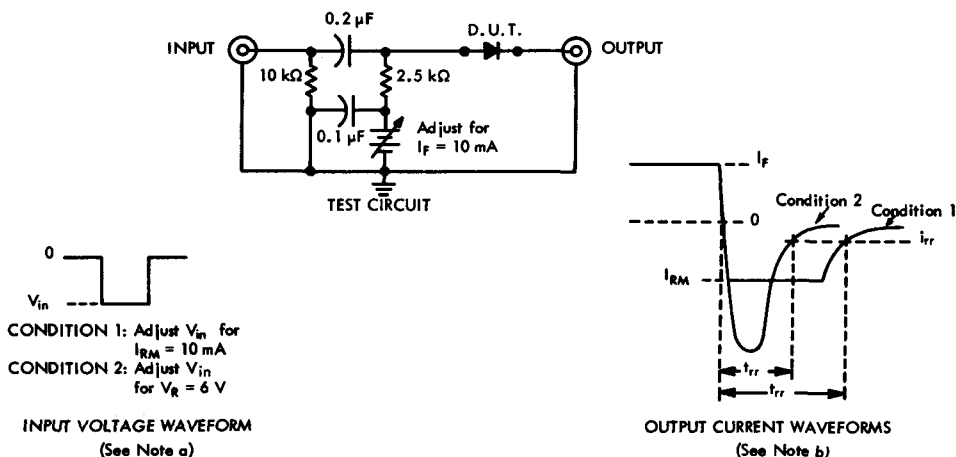 0.2 µF
D.U.T.
INPUT
OUTPUT
10 kΩ
2.5 kΩ
0.1 µF
Adjust for
I_F = 10 mA
TEST CIRCUIT
0
V_in
CONDITION 1: Adjust V_in for
I_RM = 10 mA
CONDITION 2: Adjust V_in
for V_R = 6 V
INPUT VOLTAGE WAVEFORM
(See Note a)
I_F
Condition 2
Condition 1
0
i_rr
I_RM
t_rr
t_rr
OUTPUT CURRENT WAVEFORMS
(See Note b)